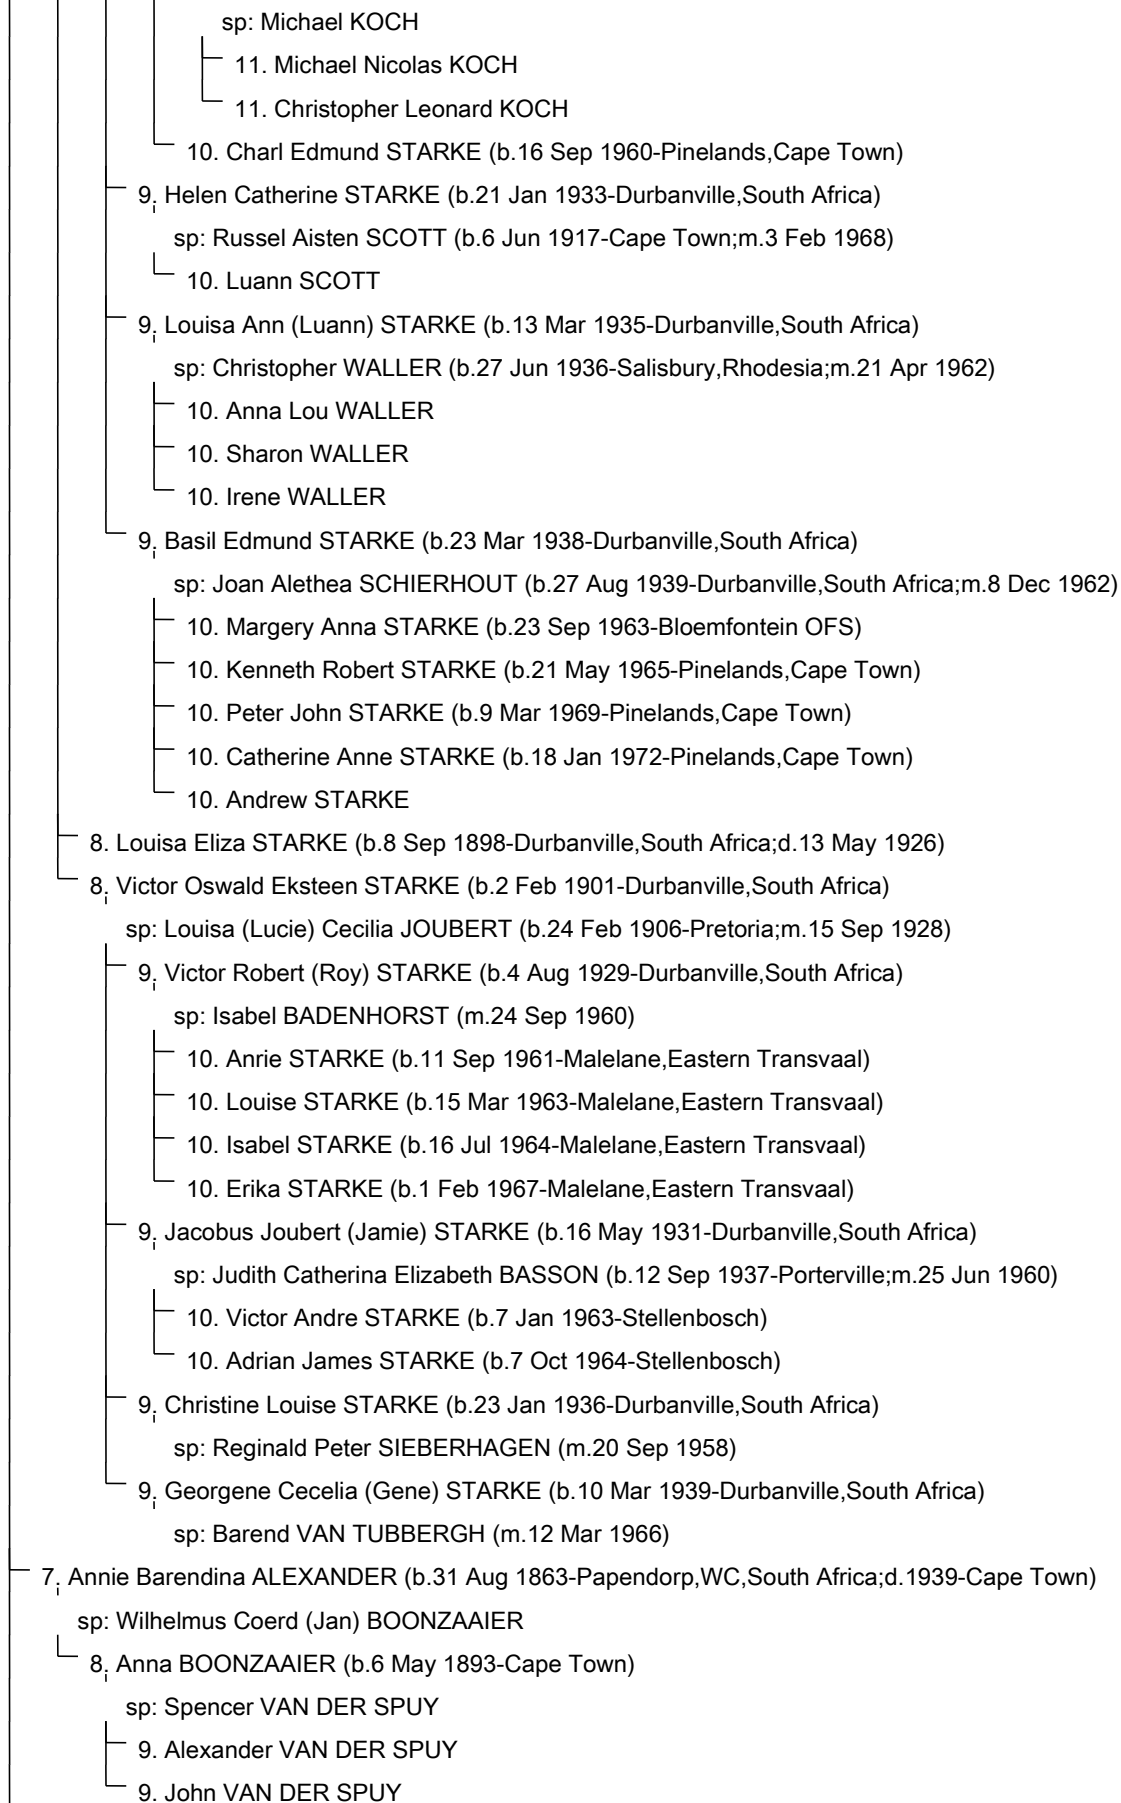 sp: Michael KOCH
11. Michael Nicolas KOCH
11. Christopher Leonard KOCH
10. Charl Edmund STARKE (b.16 Sep 1960-Pinelands,Cape Town)
9. Helen Catherine STARKE (b.21 Jan 1933-Durbanville,South Africa)
sp: Russel Aisten SCOTT (b.6 Jun 1917-Cape Town;m.3 Feb 1968)
10. Luann SCOTT
9. Louisa Ann (Luann) STARKE (b.13 Mar 1935-Durbanville,South Africa)
sp: Christopher WALLER (b.27 Jun 1936-Salisbury,Rhodesia;m.21 Apr 1962)
10. Anna Lou WALLER
10. Sharon WALLER
10. Irene WALLER
9. Basil Edmund STARKE (b.23 Mar 1938-Durbanville,South Africa)
sp: Joan Alethea SCHIERHOUT (b.27 Aug 1939-Durbanville,South Africa;m.8 Dec 1962)
10. Margery Anna STARKE (b.23 Sep 1963-Bloemfontein OFS)
10. Kenneth Robert STARKE (b.21 May 1965-Pinelands,Cape Town)
10. Peter John STARKE (b.9 Mar 1969-Pinelands,Cape Town)
10. Catherine Anne STARKE (b.18 Jan 1972-Pinelands,Cape Town)
10. Andrew STARKE
8. Louisa Eliza STARKE (b.8 Sep 1898-Durbanville,South Africa;d.13 May 1926)
8. Victor Oswald Eksteen STARKE (b.2 Feb 1901-Durbanville,South Africa)
sp: Louisa (Lucie) Cecilia JOUBERT (b.24 Feb 1906-Pretoria;m.15 Sep 1928)
9. Victor Robert (Roy) STARKE (b.4 Aug 1929-Durbanville,South Africa)
sp: Isabel BADENHORST (m.24 Sep 1960)
10. Anrie STARKE (b.11 Sep 1961-Malelane,Eastern Transvaal)
10. Louise STARKE (b.15 Mar 1963-Malelane,Eastern Transvaal)
10. Isabel STARKE (b.16 Jul 1964-Malelane,Eastern Transvaal)
10. Erika STARKE (b.1 Feb 1967-Malelane,Eastern Transvaal)
9. Jacobus Joubert (Jamie) STARKE (b.16 May 1931-Durbanville,South Africa)
sp: Judith Catherina Elizabeth BASSON (b.12 Sep 1937-Porterville;m.25 Jun 1960)
10. Victor Andre STARKE (b.7 Jan 1963-Stellenbosch)
10. Adrian James STARKE (b.7 Oct 1964-Stellenbosch)
9. Christine Louise STARKE (b.23 Jan 1936-Durbanville,South Africa)
sp: Reginald Peter SIEBERHAGEN (m.20 Sep 1958)
9. Georgene Cecelia (Gene) STARKE (b.10 Mar 1939-Durbanville,South Africa)
sp: Barend VAN TUBBERGH (m.12 Mar 1966)
7. Annie Barendina ALEXANDER (b.31 Aug 1863-Papendorp,WC,South Africa;d.1939-Cape Town)
sp: Wilhelmus Coerd (Jan) BOONZAAIER
8. Anna BOONZAAIER (b.6 May 1893-Cape Town)
sp: Spencer VAN DER SPUY
9. Alexander VAN DER SPUY
9. John VAN DER SPUY